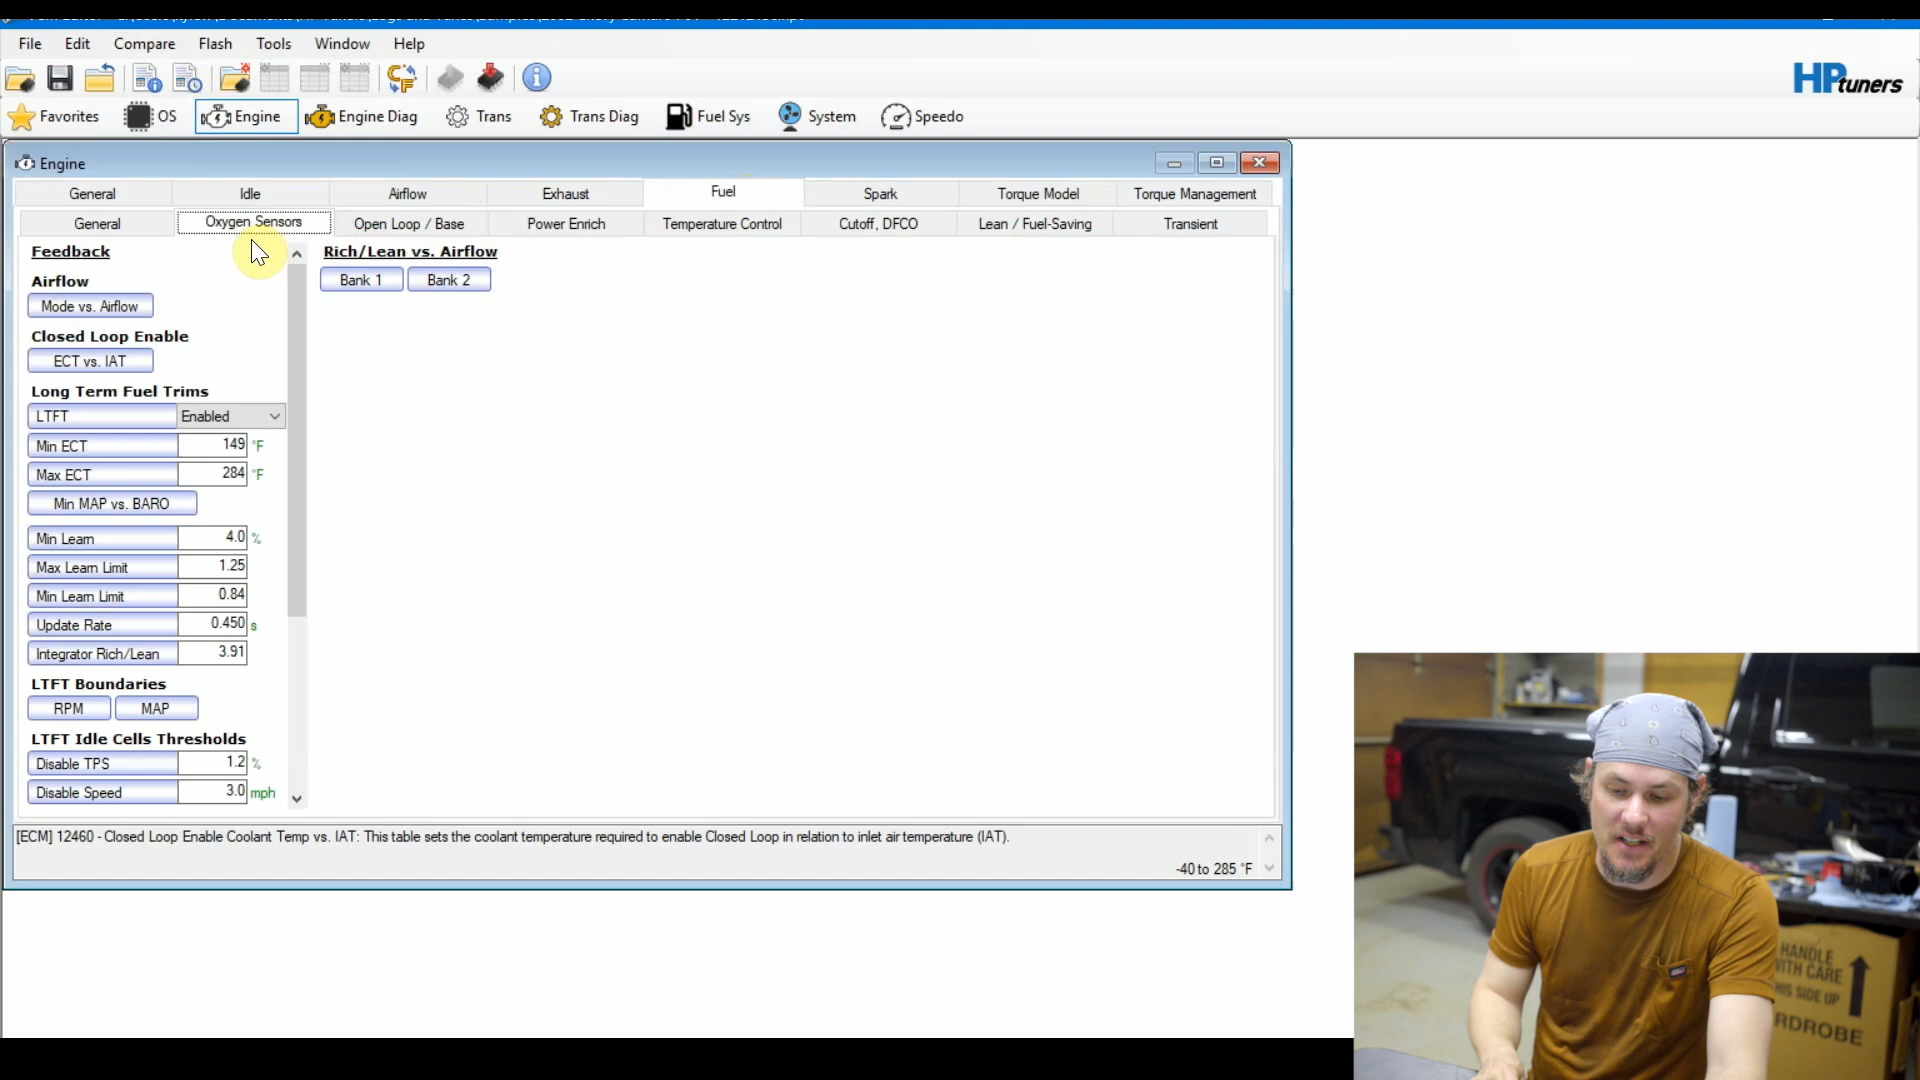 File Edit Compare Flash Tools Window Help
HPtuners
Favorites OS Engine Engine Diag Trans Trans Diag Fuel Sys System Speedo
Engine
General Idle Airflow Exhaust Fuel Spark Torque Model Torque Management
General Oxygen Sensors Open Loop / Base Power Enrich Temperature Control Cutoff, DFCO Lean / Fuel-Saving Transient
Feedback
Airflow
Mode vs. Airflow
Closed Loop Enable
ECT vs. IAT
Long Term Fuel Trims
LTFT Enabled
Min ECT 149 °F
Max ECT 284 °F
Min MAP vs. BARO
Min Learn 4.0 %
Max Learn Limit 1.25
Min Learn Limit 0.84
Update Rate 0.450 s
Integrator Rich/Lean 3.91
LTFT Boundaries
RPM MAP
LTFT Idle Cells Thresholds
Disable TPS 1.2 %
Disable Speed 3.0 mph
Rich/Lean vs. Airflow
Bank 1 Bank 2
[ECM] 12460 - Closed Loop Enable Coolant Temp vs. IAT: This table sets the coolant temperature required to enable Closed Loop in relation to inlet air temperature (IAT).
-40 to 285 °F
HANDLE
WITH CARE
THIS SIDE UP